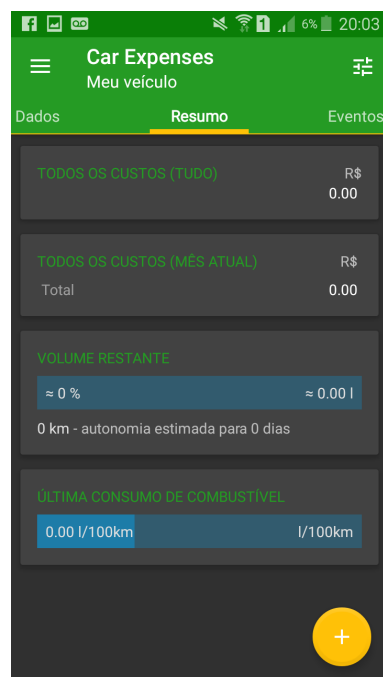 1 6% 20:03
Car Expenses
Meu veículo
Dados Resumo Eventos
TODOS OS CUSTOS (TUDO) R$
0.00
TODOS OS CUSTOS (MÊS ATUAL) R$
Total 0.00
VOLUME RESTANTE
≈ 0 % ≈ 0.00 l
0 km - autonomia estimada para 0 dias
ÚLTIMA CONSUMO DE COMBUSTÍVEL
0.00 l/100km l/100km
+